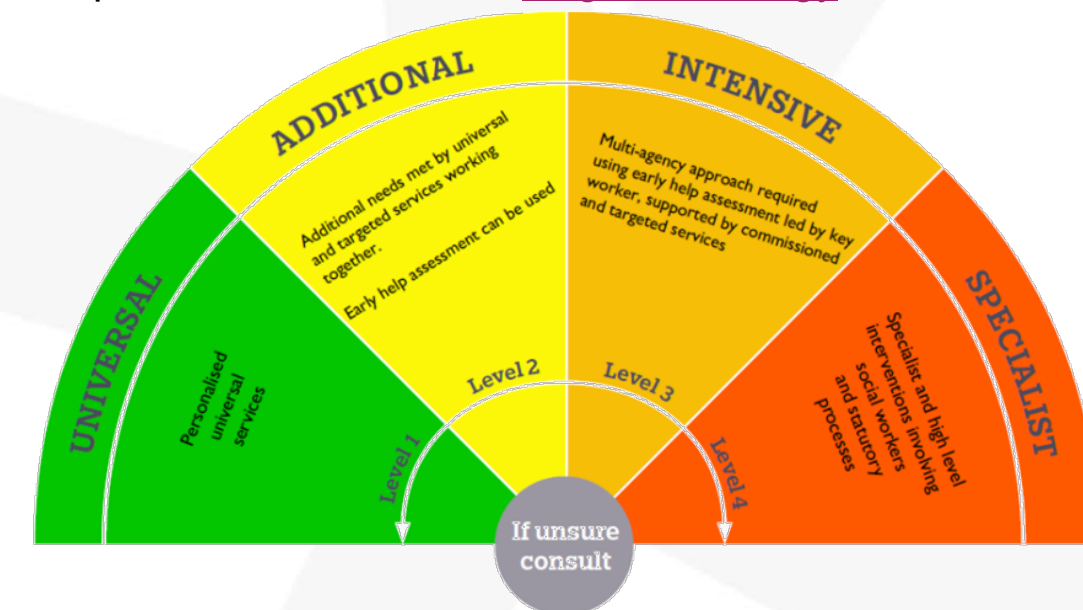 UNIVERSAL
Personalised
universal
services
Level 1
ADDITIONAL
Additional needs met by universal
and targeted services working
together.
Early help assessment can be used
Level 2
INTENSIVE
Multi-agency approach required
using early help assessment led by key
worker, supported by commissioned
and targeted services
Level 3
SPECIALIST
Specialist and high level
interventions involving
social workers
and statutory
processes
Level 4
If unsure
consult